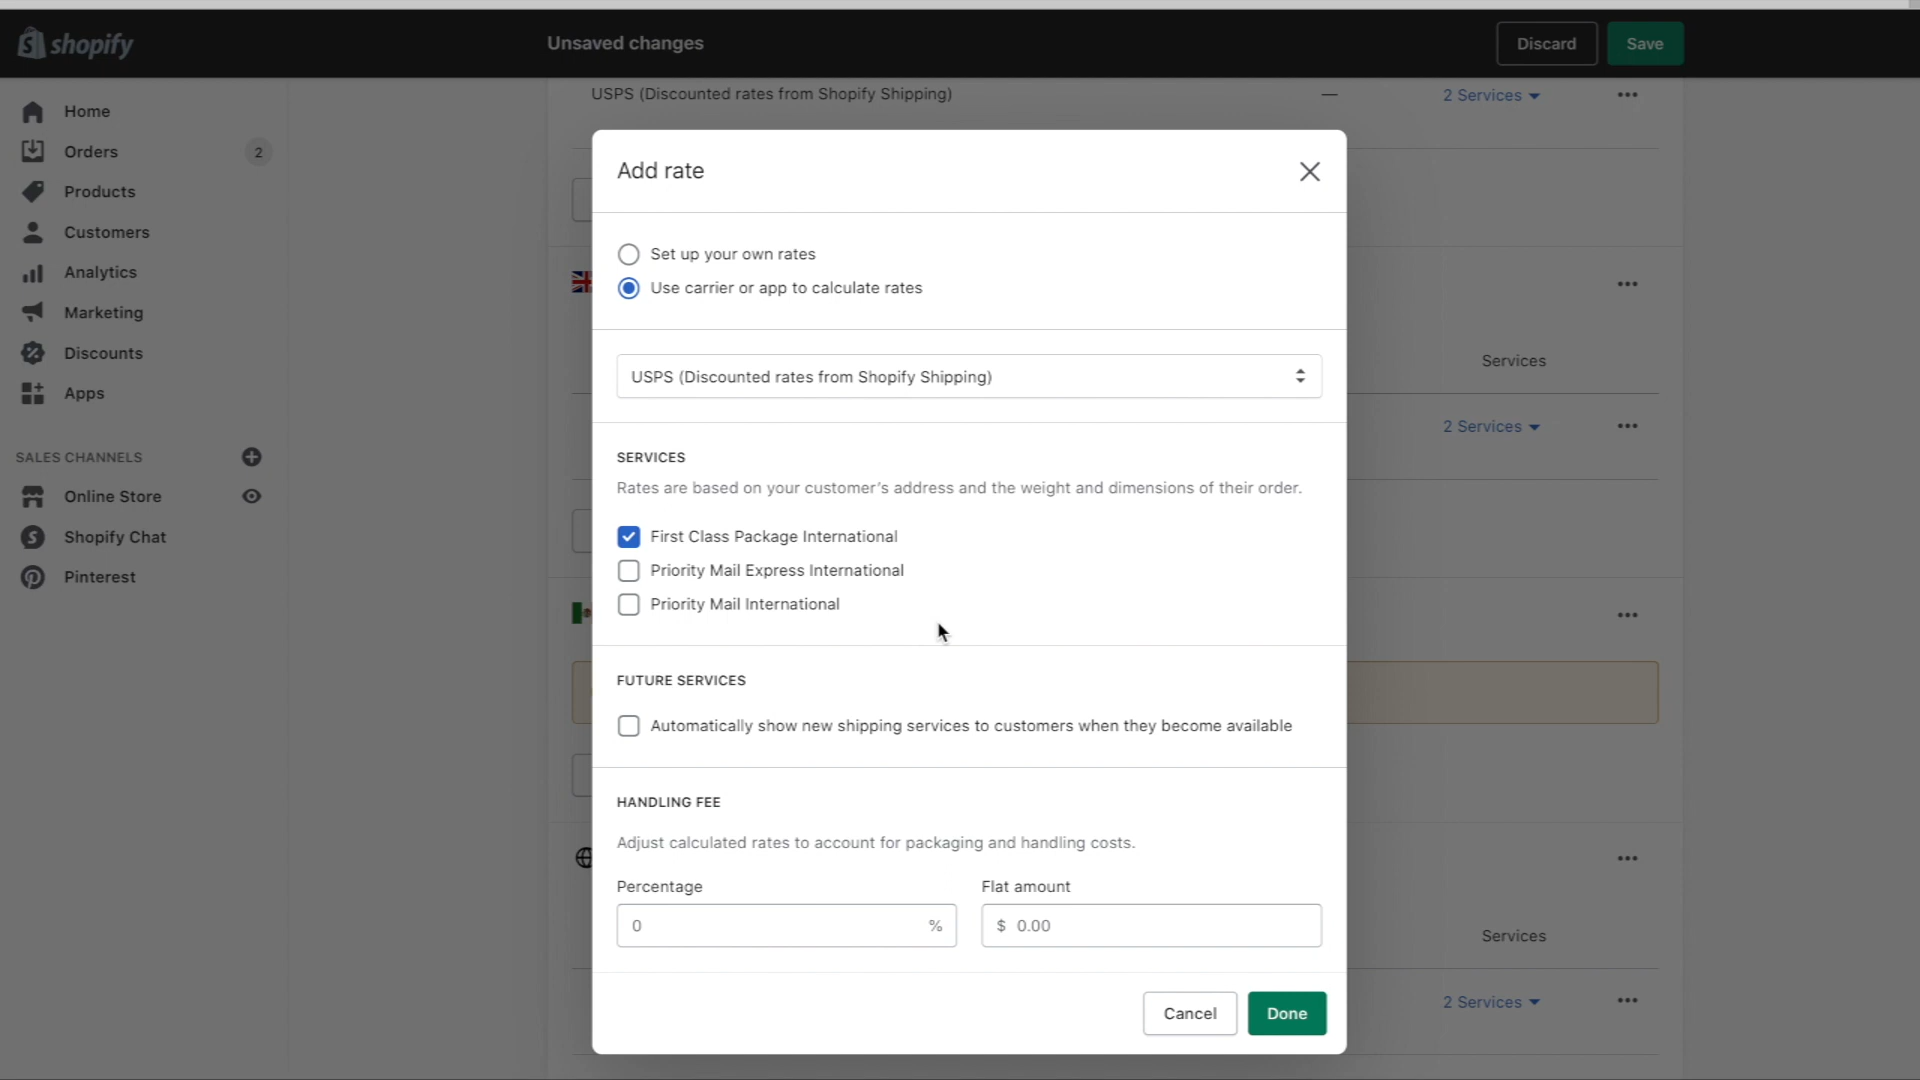 shopify
Unsaved changes
Discard
Save
Home
Orders
2
Products
Customers
Analytics
Marketing
Discounts
Apps
SALES CHANNELS
Online Store
Shopify Chat
Pinterest
USPS (Discounted rates from Shopify Shipping)
—
2 Services
Services
2 Services
Services
2 Services
Add rate
Set up your own rates
Use carrier or app to calculate rates
USPS (Discounted rates from Shopify Shipping)
SERVICES
Rates are based on your customer's address and the weight and dimensions of their order.
First Class Package International
Priority Mail Express International
Priority Mail International
FUTURE SERVICES
Automatically show new shipping services to customers when they become available
HANDLING FEE
Adjust calculated rates to account for packaging and handling costs.
Percentage
Flat amount
0 %
$ 0.00
Cancel
Done